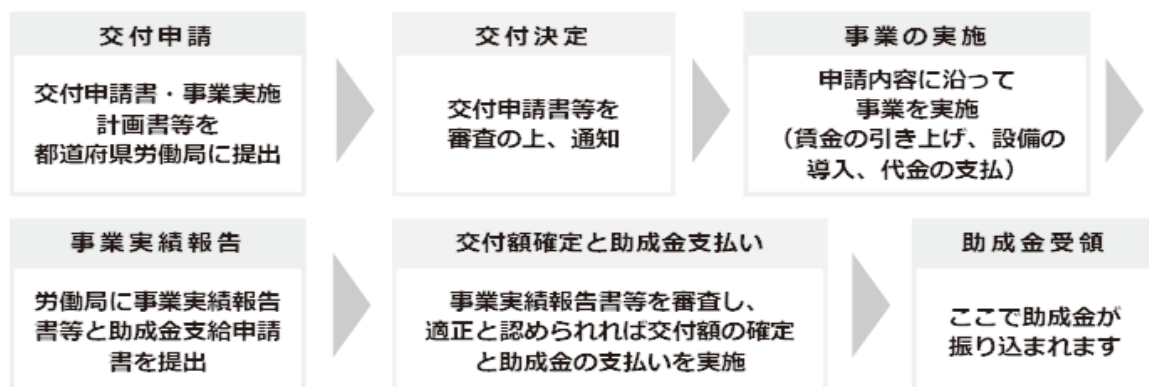 交付申請
交付申請書・事業実施
計画書等を
都道府県労働局に提出
交付決定
交付申請書等を
審査の上、通知
事業の実施
申請内容に沿って
事業を実施
（賃金の引き上げ、設備の
導入、代金の支払）
事業実績報告
労働局に事業実績報告
書等と助成金支給申請
書を提出
交付額確定と助成金支払い
事業実績報告書等を審査し、
適正と認められれば交付額の確定
と助成金の支払いを実施
助成金受領
ここで助成金が
振り込まれます